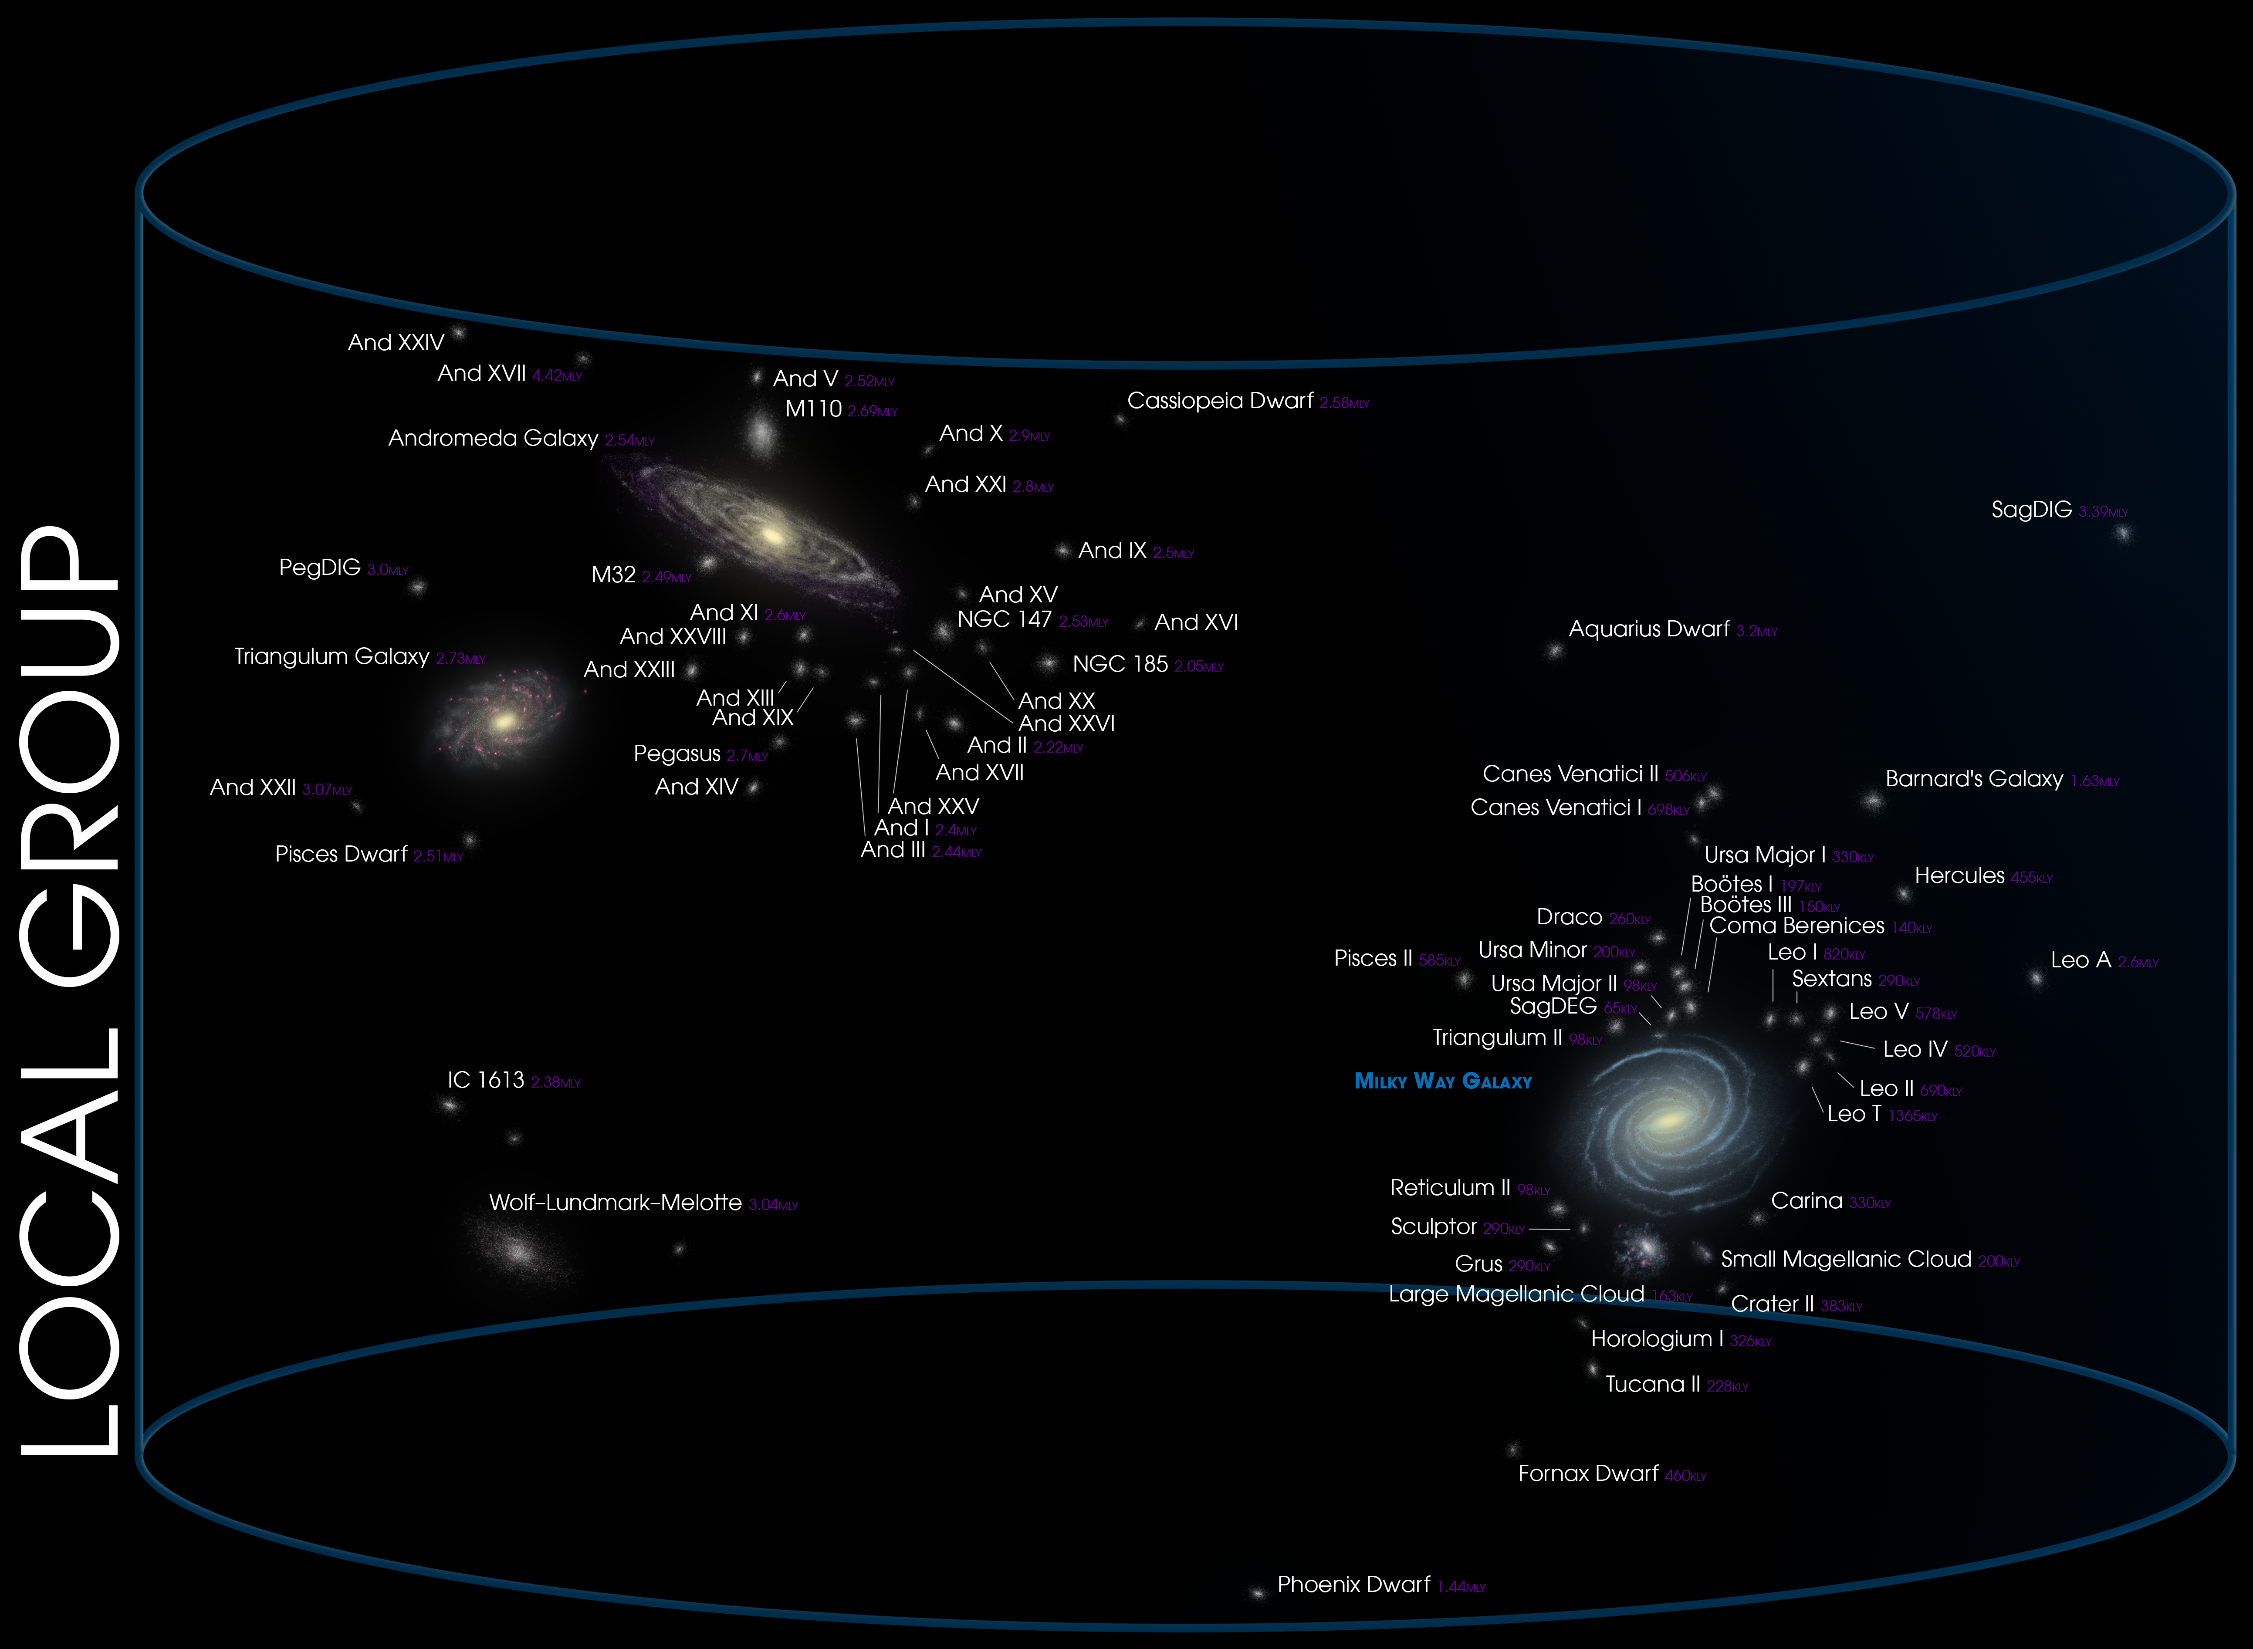 LOCAL GROUP
And XXIV
And XVII 4.42MLY
And V 2.52MLY
M110 2.69MLY
Cassiopeia Dwarf 2.58MLY
Andromeda Galaxy 2.54MLY
And X 2.9MLY
And XXI 2.8MLY
SagDIG 3.39MLY
And IX 2.5MLY
PegDIG 3.0MLY
M32 2.49MLY
And XV
And XI 2.6MLY
NGC 147 2.53MLY
And XVI
Aquarius Dwarf 3.2MLY
And XXVIII
Triangulum Galaxy 2.73MLY
And XXIII
NGC 185 2.05MLY
And XIII
And XX
And XIX
And XXVI
And II 2.22MLY
Pegasus 2.7MLY
And XVII
Canes Venatici II 506KLY
Barnard's Galaxy 1.63MLY
And XXII 3.07MLY
And XIV
And XXV
Canes Venatici I 698KLY
And I 2.4MLY
And III 2.44MLY
Pisces Dwarf 2.51MLY
Ursa Major I 330KLY
Hercules 455KLY
Boötes I 197KLY
Boötes III 150KLY
Draco 260KLY
Coma Berenices 140KLY
Ursa Minor 200KLY
Leo I 820KLY
Pisces II 585KLY
Leo A 2.6MLY
Sextans 290KLY
Ursa Major II 98KLY
SagDEG 65KLY
Leo V 578KLY
Triangulum II 98KLY
Leo IV 520KLY
IC 1613 2.38MLY
MILKY WAY GALAXY
Leo II 690KLY
Leo T 1365KLY
Reticulum II 98KLY
Wolf–Lundmark–Melotte 3.04MLY
Carina 330KLY
Sculptor 290KLY
Small Magellanic Cloud 200KLY
Grus 290KLY
Large Magellanic Cloud 163KLY
Crater II 383KLY
Horologium I 326KLY
Tucana II 228KLY
Fornax Dwarf 460KLY
Phoenix Dwarf 1.44MLY